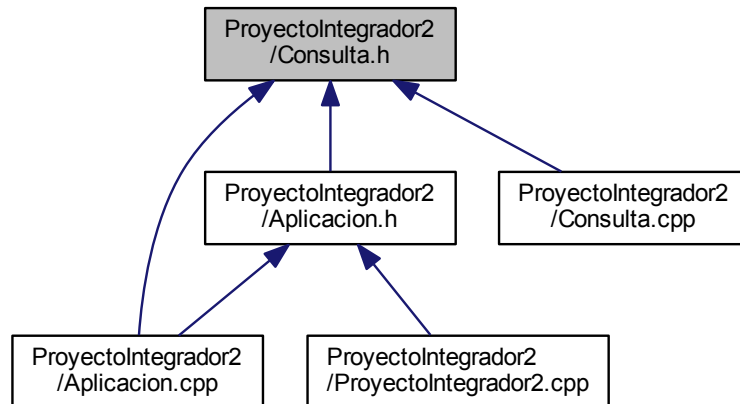 ProyectoIntegrador2
/Consulta.h
ProyectoIntegrador2
/Aplicacion.h
ProyectoIntegrador2
/Consulta.cpp
ProyectoIntegrador2
/Aplicacion.cpp
ProyectoIntegrador2
/ProyectoIntegrador2.cpp